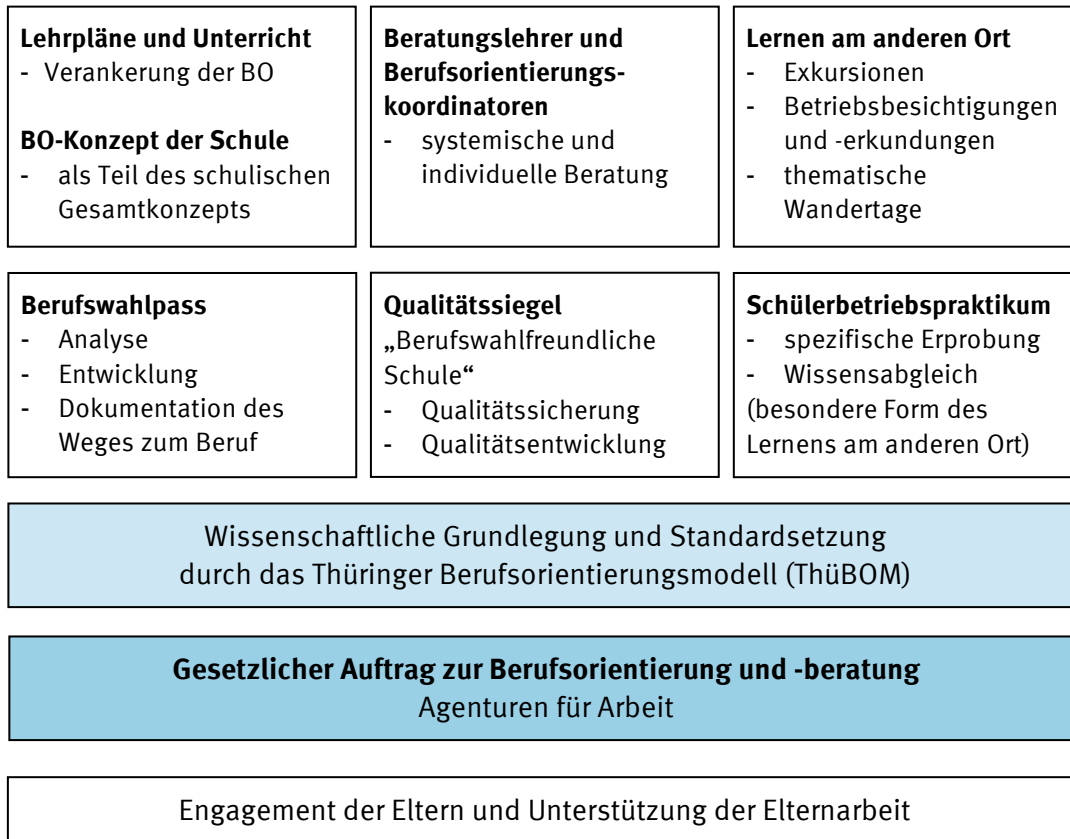 Lehrpläne und Unterricht
- Verankerung der BO
BO-Konzept der Schule
- als Teil des schulischen
Gesamtkonzepts
Beratungslehrer und
Berufsorientierungs-
koordinatoren
- systemische und
individuelle Beratung
Lernen am anderen Ort
- Exkursionen
- Betriebsbesichtigungen
und -erkundungen
- thematische
Wandertage
Berufswahlpass
- Analyse
- Entwicklung
- Dokumentation des
Weges zum Beruf
Qualitätssiegel
„Berufswahlfreundliche
Schule“
- Qualitätssicherung
- Qualitätsentwicklung
Schülerbetriebspraktikum
- spezifische Erprobung
- Wissensabgleich
(besondere Form des
Lernens am anderen Ort)
Wissenschaftliche Grundlegung und Standardsetzung
durch das Thüringer Berufsorientierungsmodell (ThüBOM)
Gesetzlicher Auftrag zur Berufsorientierung und -beratung
Agenturen für Arbeit
Engagement der Eltern und Unterstützung der Elternarbeit